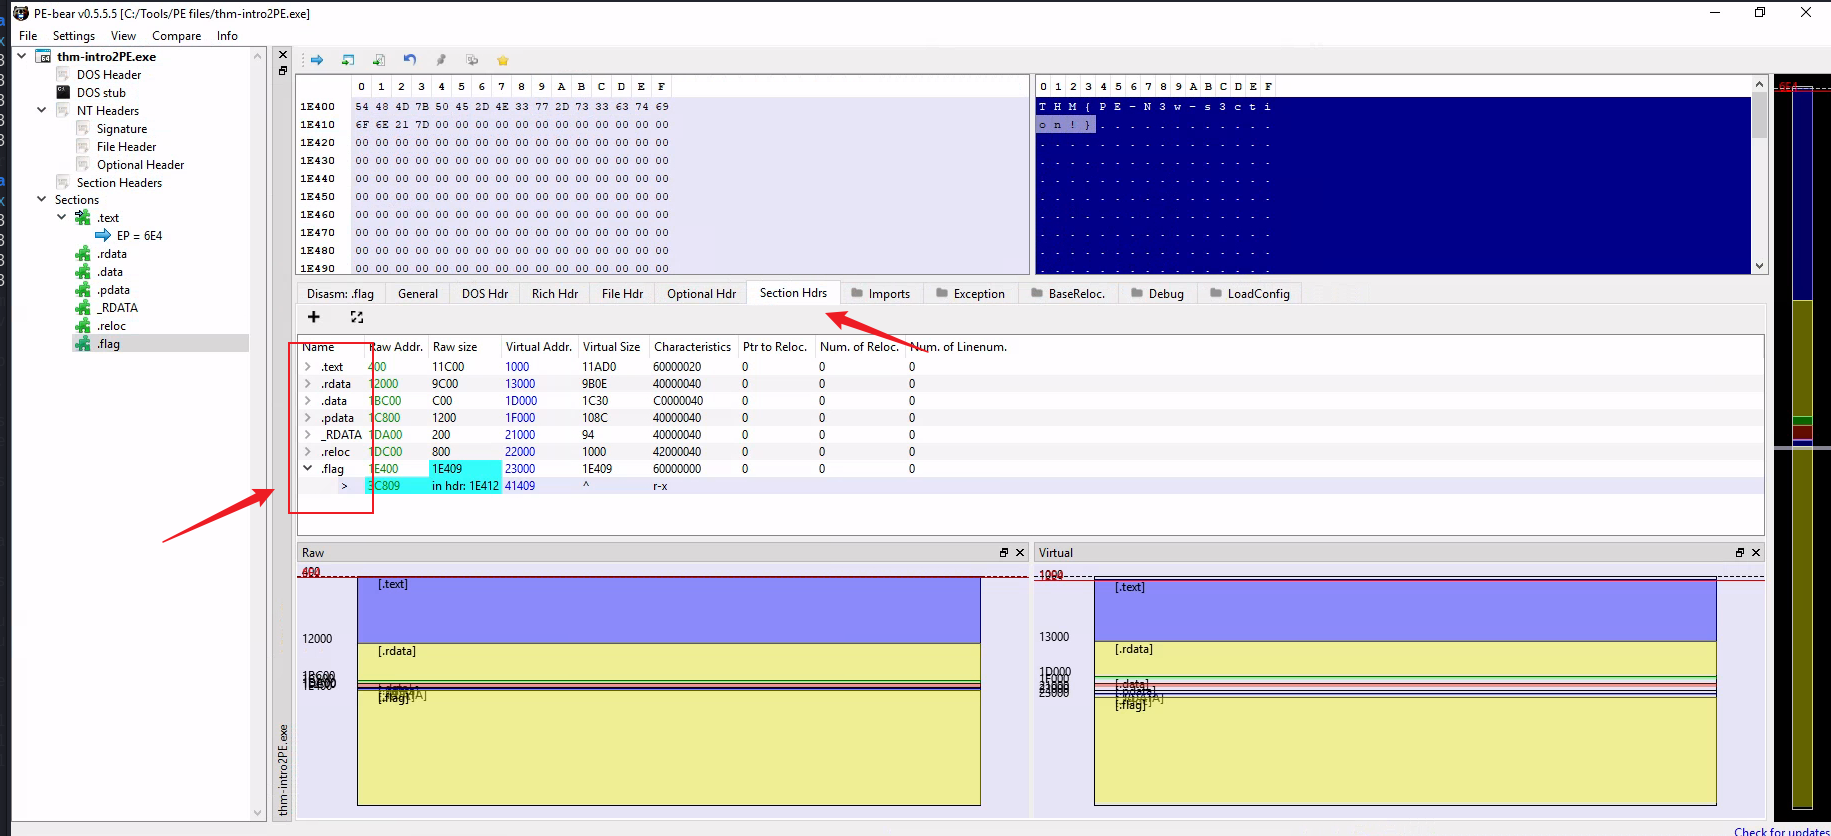 PE-bear v0.5.5.5 [C:/Tools/PE files/thm-intro2PE.exe]
File Settings View Compare Info
thm-intro2PE.exe
DOS Header
DOS stub
NT Headers
Signature
File Header
Optional Header
Section Headers
Sections
.text
EP = 6E4
.rdata
.data
.pdata
_RDATA
.reloc
.flag
thm-intro2PE.exe
0 1 2 3 4 5 6 7 8 9 A B C D E F
1E400 54 48 4D 7B 50 45 2D 4E 33 77 2D 73 33 63 74 69
1E410 6F 6E 21 7D 00 00 00 00 00 00 00 00 00 00 00 00
1E420 00 00 00 00 00 00 00 00 00 00 00 00 00 00 00 00
1E430 00 00 00 00 00 00 00 00 00 00 00 00 00 00 00 00
1E440 00 00 00 00 00 00 00 00 00 00 00 00 00 00 00 00
1E450 00 00 00 00 00 00 00 00 00 00 00 00 00 00 00 00
1E460 00 00 00 00 00 00 00 00 00 00 00 00 00 00 00 00
1E470 00 00 00 00 00 00 00 00 00 00 00 00 00 00 00 00
1E480 00 00 00 00 00 00 00 00 00 00 00 00 00 00 00 00
1E490 00 00 00 00 00 00 00 00 00 00 00 00 00 00 00 00
0 1 2 3 4 5 6 7 8 9 A B C D E F
T H M { P E - N 3 w - s 3 c t i
o n ! } . . . . . . . . . . . .
. . . . . . . . . . . . . . . .
. . . . . . . . . . . . . . . .
. . . . . . . . . . . . . . . .
. . . . . . . . . . . . . . . .
. . . . . . . . . . . . . . . .
. . . . . . . . . . . . . . . .
. . . . . . . . . . . . . . . .
. . . . . . . . . . . . . . . .
Disasm: .flag General DOS Hdr Rich Hdr File Hdr Optional Hdr Section Hdrs Imports Exception BaseReloc. Debug LoadConfig
Name Raw Addr. Raw size Virtual Addr. Virtual Size Characteristics Ptr to Reloc. Num. of Reloc. Num. of Linenum.
.text 400 11C00 1000 11AD0 60000020 0 0 0
.rdata 12000 9C00 13000 9B0E 40000040 0 0 0
.data 1BC00 C00 1D000 1C30 C0000040 0 0 0
.pdata 1C800 1200 1F000 108C 40000040 0 0 0
_RDATA 1DA00 200 21000 94 40000040 0 0 0
.reloc 1DC00 800 22000 1000 42000040 0 0 0
.flag 1E400 1E409 23000 1E409 60000000 0 0 0
> 3C809 in hdr: 1E412 41409 ^ r-x
Raw
400
[.text]
12000
[.rdata]
1E400
[.flag]
Virtual
1000
[.text]
13000
[.rdata]
1D000
1F000
[.data]
23000
[.flag]
6E4
Check for updates